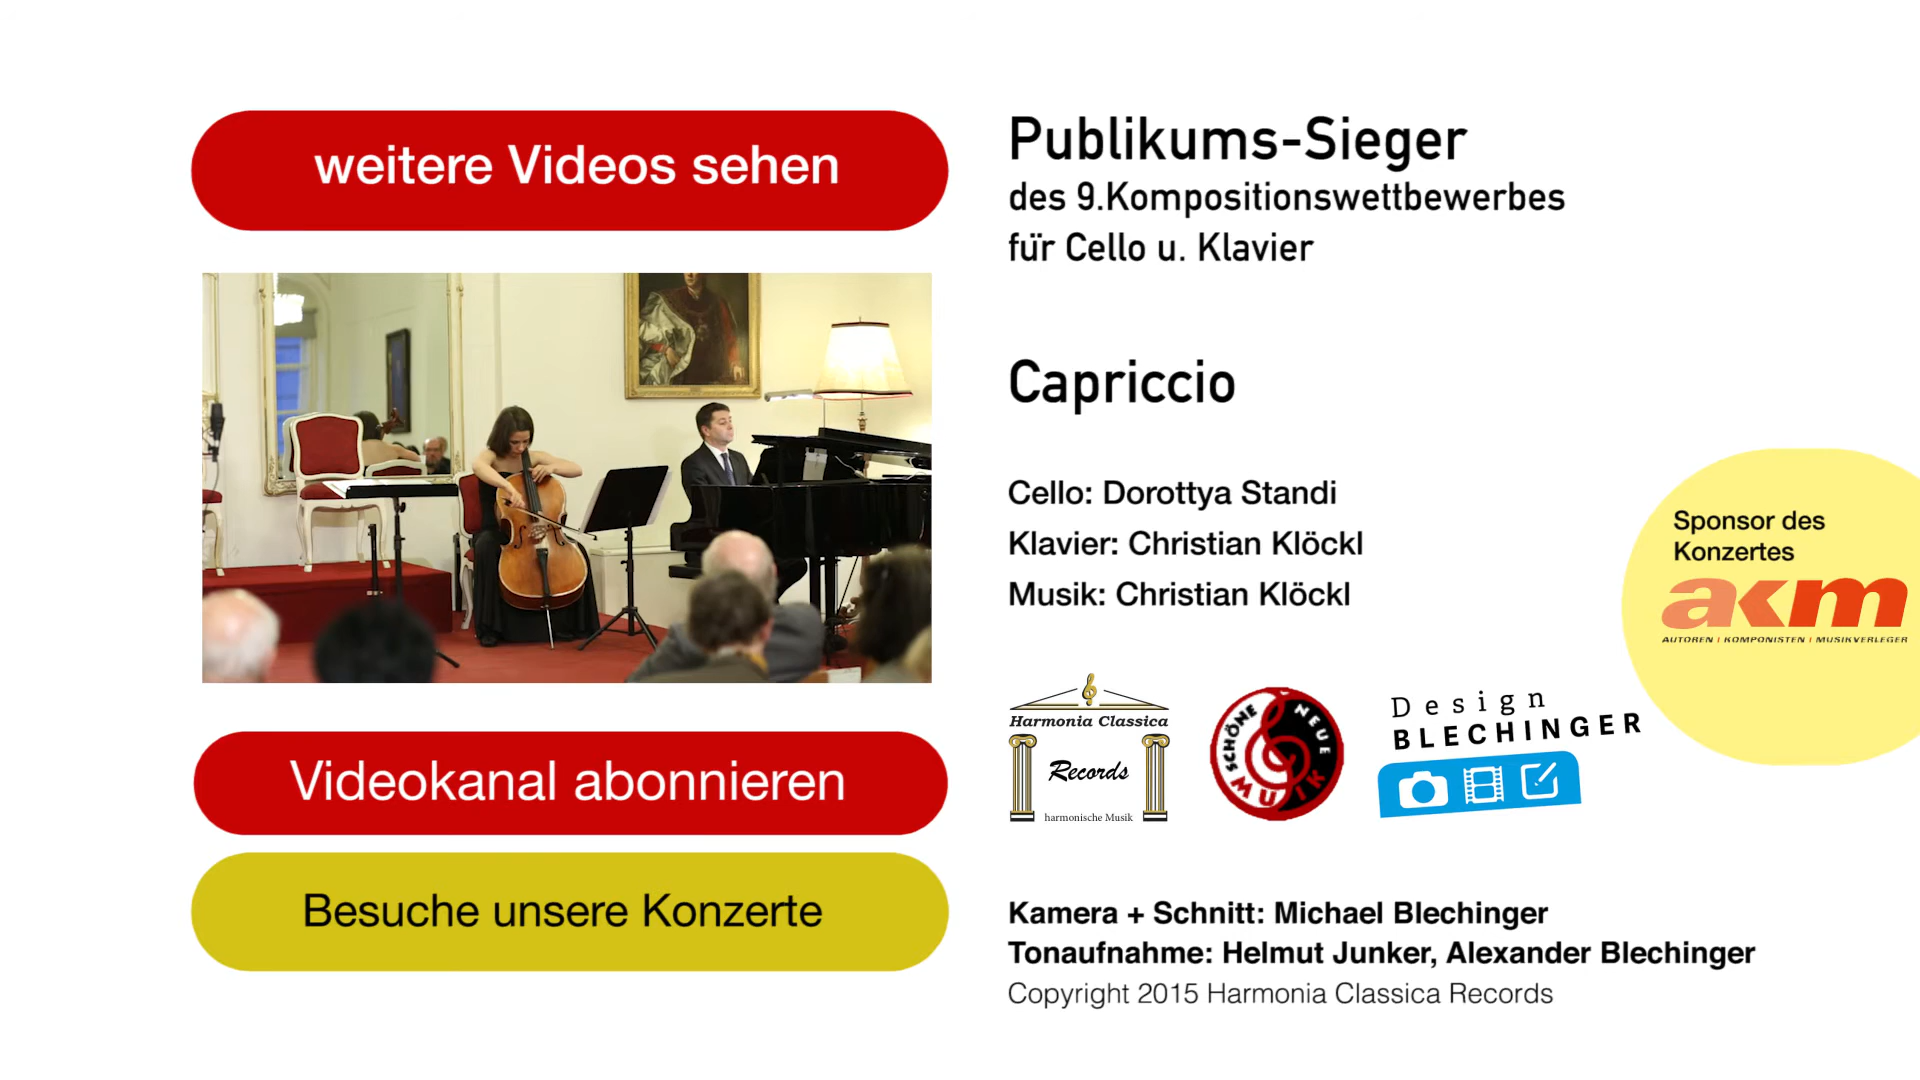 weitere Videos sehen
Videokanal abonnieren
Besuche unsere Konzerte
Publikums-Sieger
des 9.Kompositionswettbewerbes
für Cello u. Klavier
Capriccio
Cello: Dorottya Standi
Klavier: Christian Klöckl
Musik: Christian Klöckl
Sponsor des
Konzertes
akm
AUTOREN | KOMPONISTEN | MUSIKVERLEGER
Harmonia Classica
Records
harmonische Musik
SCHÖNE NEUE
MUSIK
Design
BLECHINGER
Kamera + Schnitt: Michael Blechinger
Tonaufnahme: Helmut Junker, Alexander Blechinger
Copyright 2015 Harmonia Classica Records